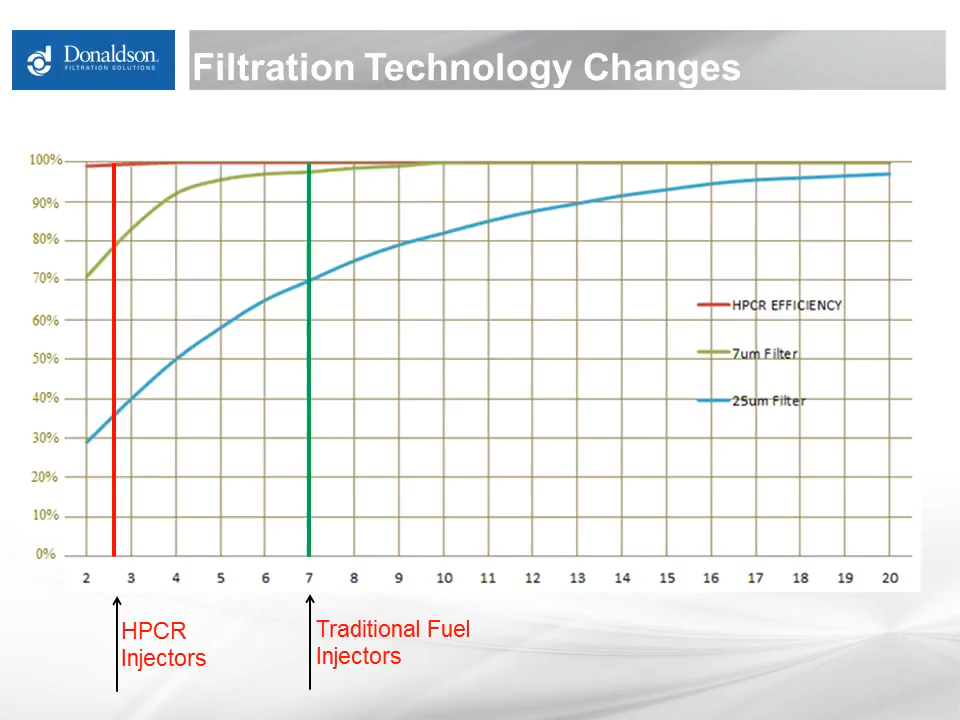 Donaldson.
FILTRATION SOLUTIONS
Filtration Technology Changes
100%
90%
80%
70%
60%
50%
40%
30%
20%
10%
0%
HPCR EFFICIENCY
7um Filter
25um Filter
2 3 4 5 6 7 8 9 10 11 12 13 14 15 16 17 18 19 20
HPCR
Injectors
Traditional Fuel
Injectors